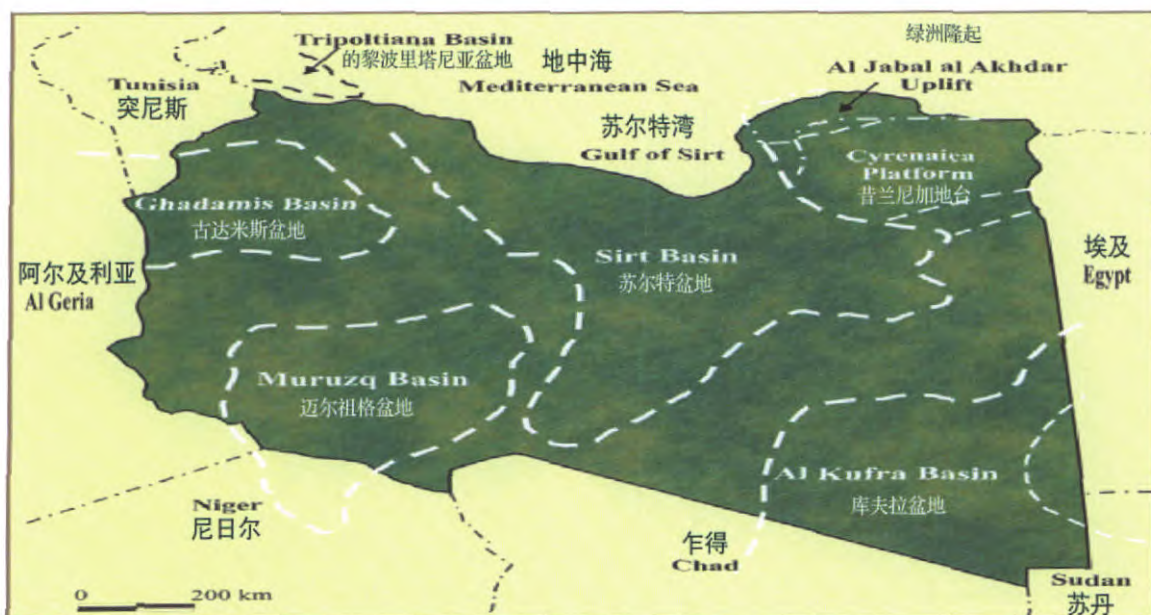 Tripoltiana Basin
的黎波里塔尼亚盆地
地中海
Mediterranean Sea
绿洲隆起
Al Jabal al Akhdar
Uplift
Tunisia
突尼斯
苏尔特湾
Gulf of Sirt
Cyrenaica
Platform
昔兰尼加地台
Ghadamis Basin
古达米斯盆地
阿尔及利亚
Al Geria
Sirt Basin
苏尔特盆地
埃及
Egypt
Muruzq Basin
迈尔祖格盆地
Al Kufra Basin
库夫拉盆地
Niger
尼日尔
乍得
Chad
Sudan
苏丹
0 200 km